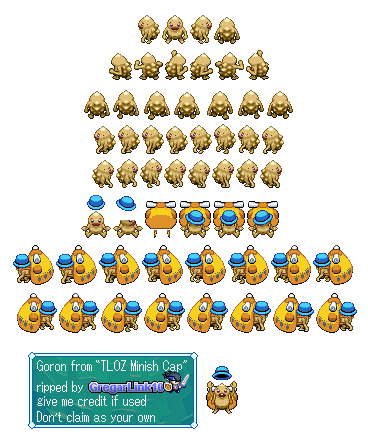 Goron from "TLOZ Minish Cap"
ripped by GregarLink10
give me credit if used
Don't claim as your own